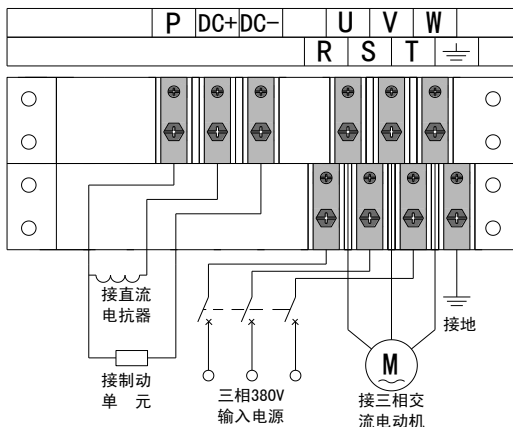 P DC+ DC- U V W
R S T
接直流
电抗器
接制动
单 元
三相380V
输入电源
M
接三相交
流电动机
接地